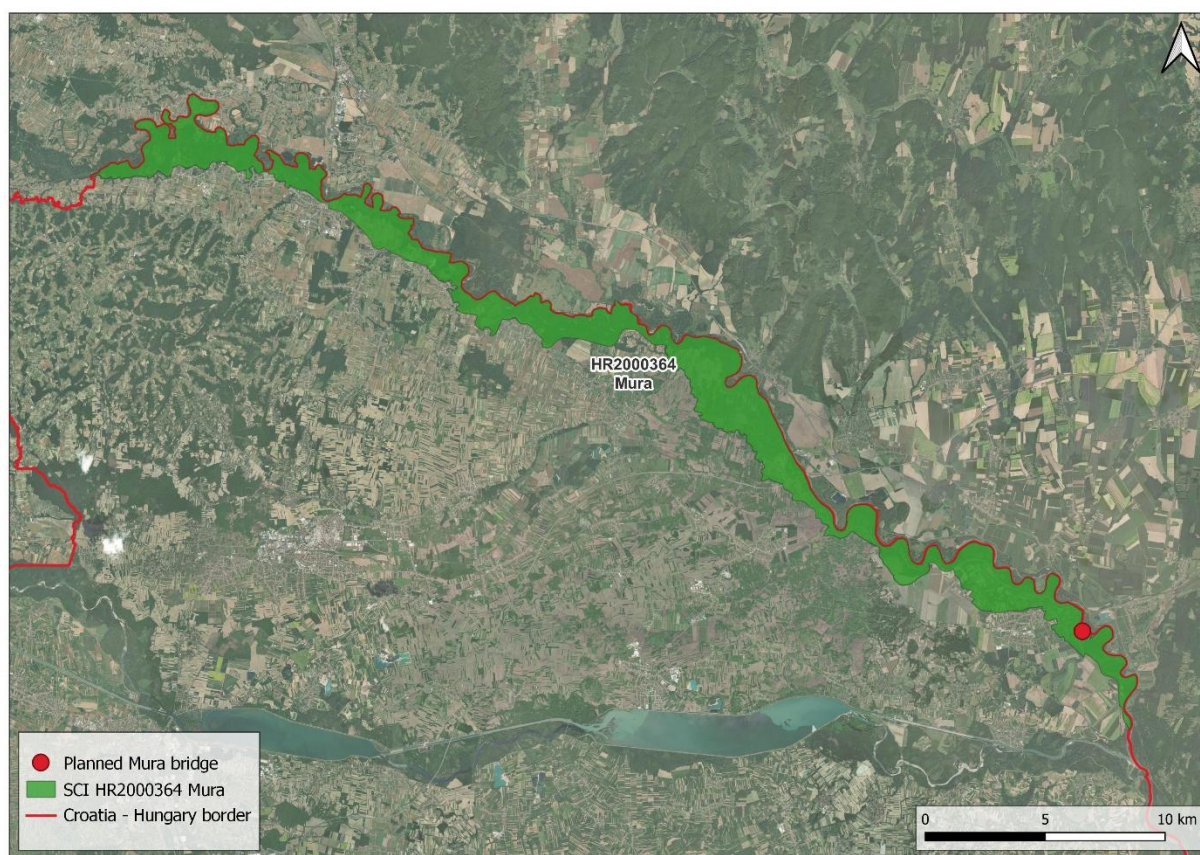 HR2000364
Mura
Planned Mura bridge
SCI HR2000364 Mura
Croatia - Hungary border
0 5 10 km